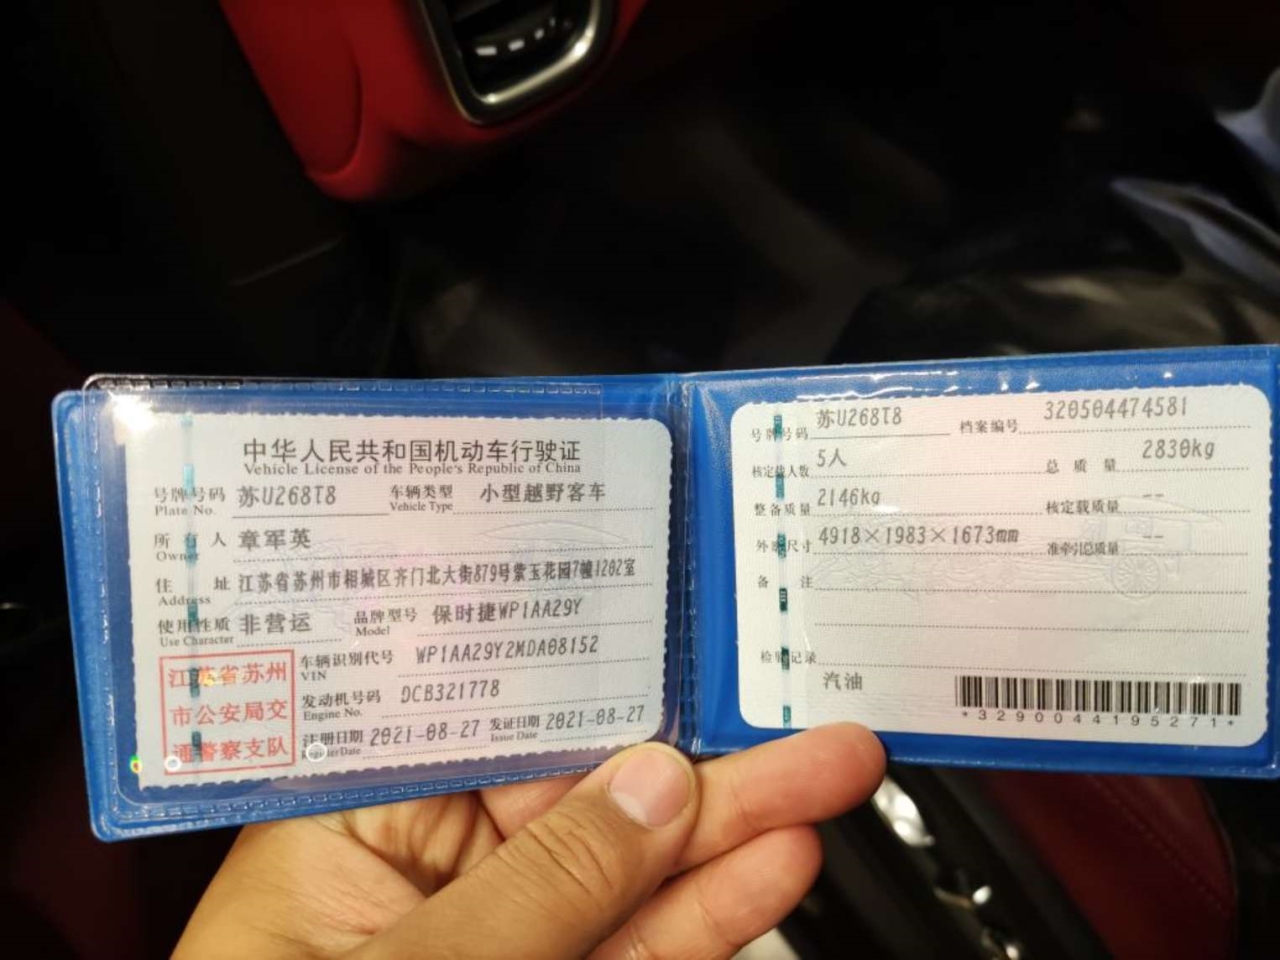 中华人民共和国机动车行驶证
Vehicle License of the People's Republic of China
号牌号码 苏U268T8 车辆类型 小型越野客车
Plate No. Vehicle Type
所有人 章军英
Owner
住址 江苏省苏州市相城区齐门北大街879号紫玉花园7幢1202室
Address
使用性质 非营运 品牌型号 保时捷WP1AA29Y
Use Character Model
江苏省苏州
市公安局交
通警察支队
车辆识别代号 WP1AA29Y2MDA08152
VIN
发动机号码 DCB321778
Engine No.
注册日期 2021-08-27 发证日期 2021-08-27
Register Date Issue Date
号牌号码 苏U268T8 档案编号 320504474581
核定载人数 5人 总质量 2830kg
整备质量 2146kg 核定载质量 --
外廓尺寸 4918×1983×1673mm 准牵引总质量 --
备注
检验记录
汽油
*3290044195271*